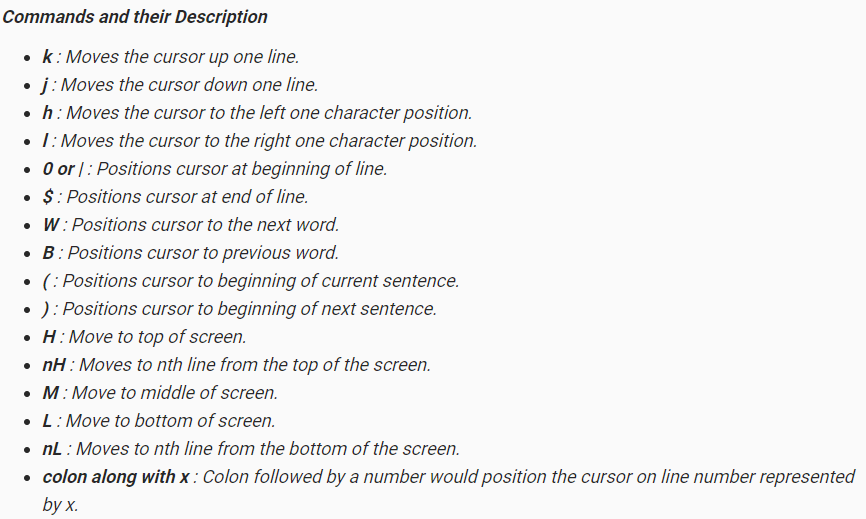 Commands and their Description
• k : Moves the cursor up one line.
• j : Moves the cursor down one line.
• h : Moves the cursor to the left one character position.
• l : Moves the cursor to the right one character position.
• 0 or | : Positions cursor at beginning of line.
• $ : Positions cursor at end of line.
• W : Positions cursor to the next word.
• B : Positions cursor to previous word.
• ( : Positions cursor to beginning of current sentence.
• ) : Positions cursor to beginning of next sentence.
• H : Move to top of screen.
• nH : Moves to nth line from the top of the screen.
• M : Move to middle of screen.
• L : Move to bottom of screen.
• nL : Moves to nth line from the bottom of the screen.
• colon along with x : Colon followed by a number would position the cursor on line number represented
by x.